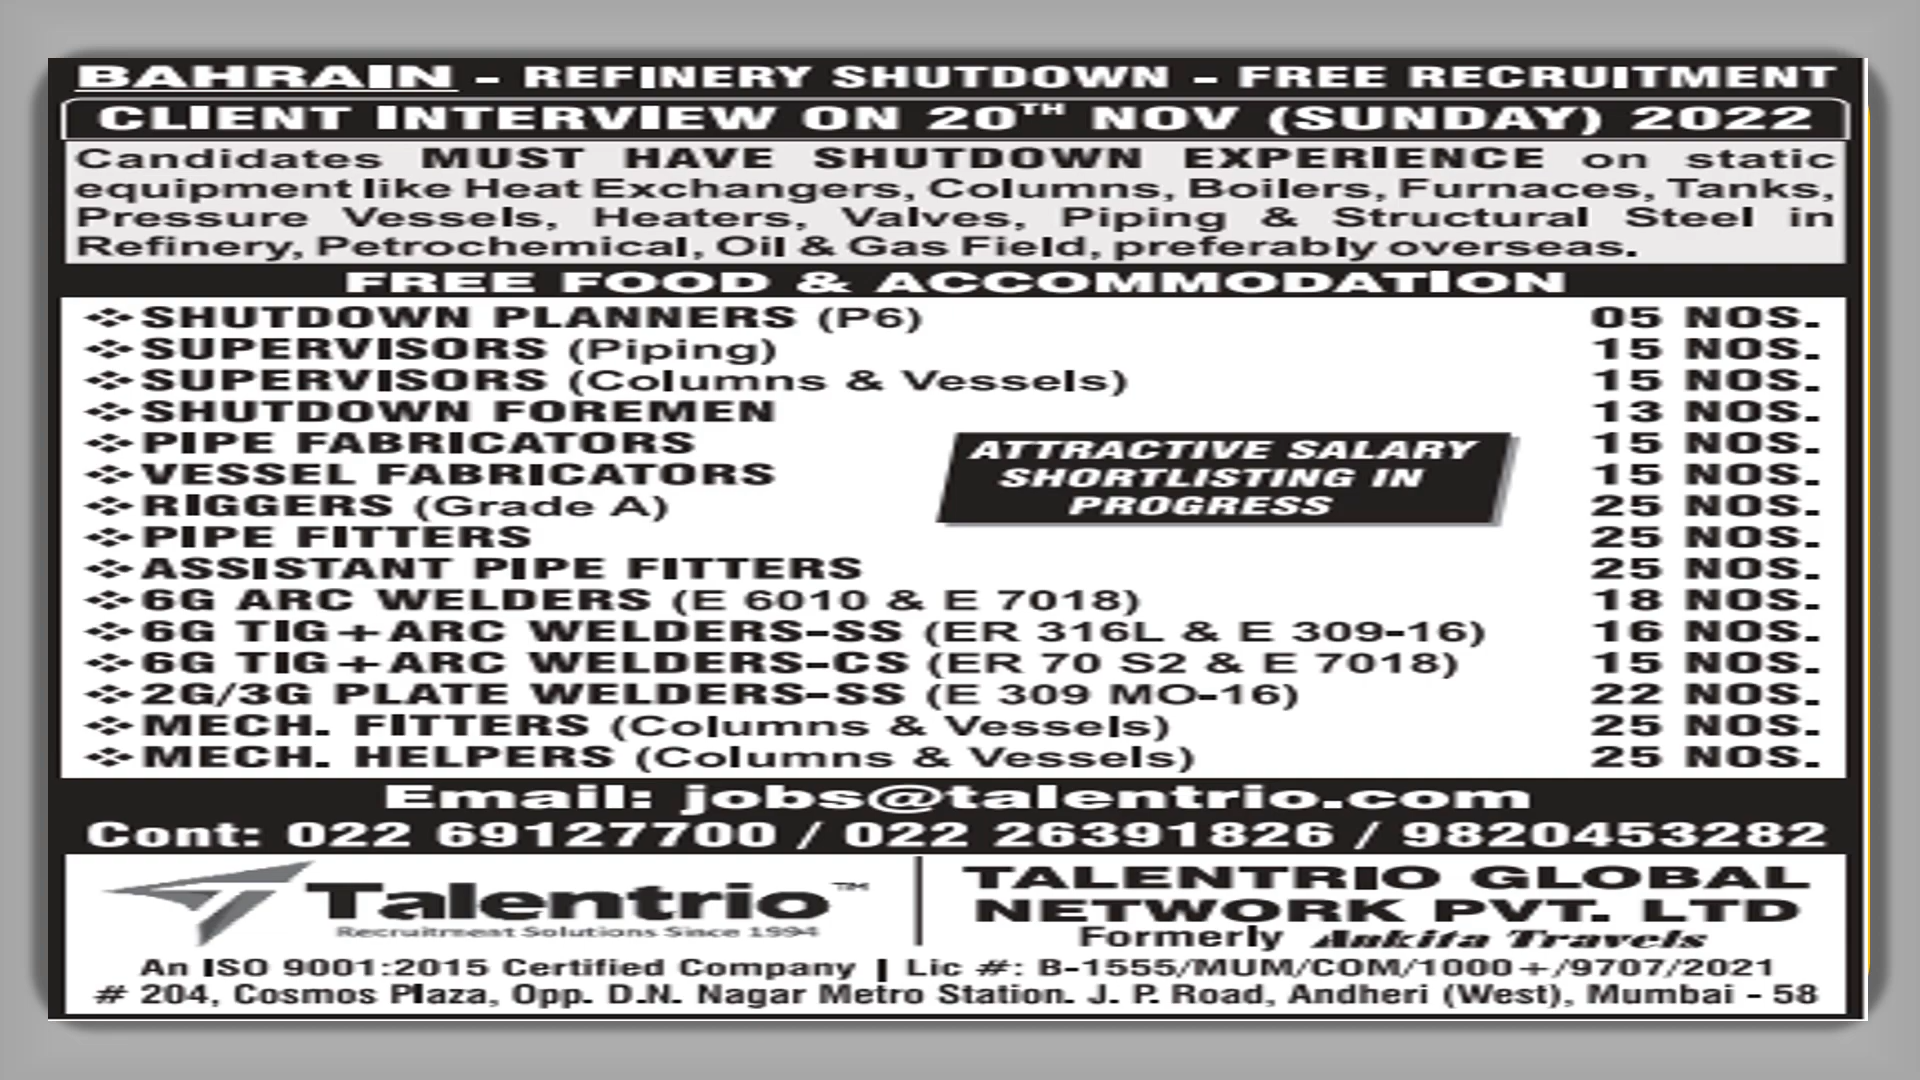 BAHRAIN - REFINERY SHUTDOWN - FREE RECRUITMENT
CLIENT INTERVIEW ON 20TH NOV (SUNDAY) 2022
Candidates MUST HAVE SHUTDOWN EXPERIENCE on static
equipment like Heat Exchangers, Columns, Boilers, Furnaces, Tanks,
Pressure Vessels, Heaters, Valves, Piping & Structural Steel in
Refinery, Petrochemical, Oil & Gas Field, preferably overseas.
FREE FOOD & ACCOMMODATION
❖SHUTDOWN PLANNERS (P6) 05 NOS.
❖SUPERVISORS (Piping) 15 NOS.
❖SUPERVISORS (Columns & Vessels) 15 NOS.
❖SHUTDOWN FOREMEN 13 NOS.
❖PIPE FABRICATORS 15 NOS.
❖VESSEL FABRICATORS 15 NOS.
❖RIGGERS (Grade A) 25 NOS.
❖PIPE FITTERS 25 NOS.
❖ASSISTANT PIPE FITTERS 25 NOS.
❖6G ARC WELDERS (E 6010 & E 7018) 18 NOS.
❖6G TIG+ARC WELDERS-SS (ER 316L & E 309-16) 16 NOS.
❖6G TIG+ARC WELDERS-CS (ER 70 S2 & E 7018) 15 NOS.
❖2G/3G PLATE WELDERS-SS (E 309 MO-16) 22 NOS.
❖MECH. FITTERS (Columns & Vessels) 25 NOS.
❖MECH. HELPERS (Columns & Vessels) 25 NOS.
ATTRACTIVE SALARY
SHORTLISTING IN
PROGRESS
Email: jobs@talentrio.com
Cont: 022 69127700 / 022 26391826 / 9820453282
Talentrio™
Recruitment Solutions Since 1994
TALENTRIO GLOBAL
NETWORK PVT. LTD
Formerly Ankita Travels
An ISO 9001:2015 Certified Company | Lic #: B-1555/MUM/COM/1000+/9707/2021
# 204, Cosmos Plaza, Opp. D.N. Nagar Metro Station. J. P. Road, Andheri (West), Mumbai - 58